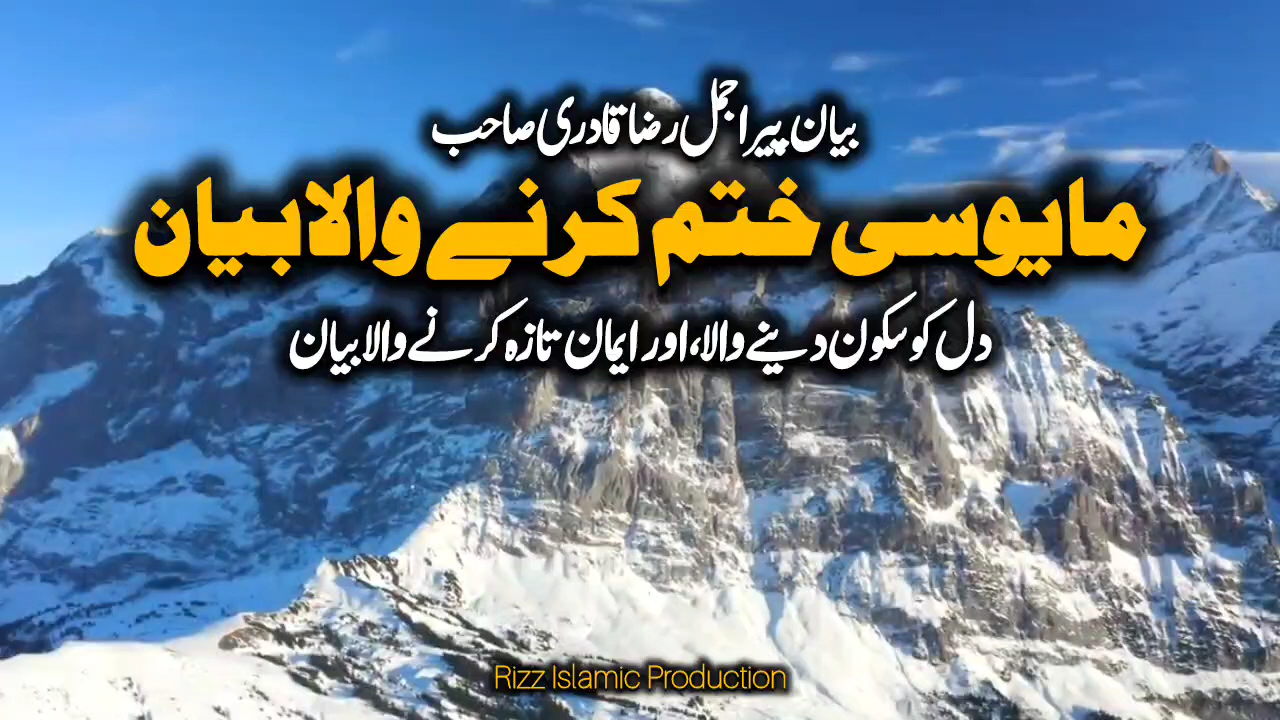 بیان پیر اجمل رضا قادری صاحب
مایوسی ختم کرنے والا بیان
دل کو سکون دینے والا، اور ایمان تازہ کرنے والا بیان
Rizz Islamic Production